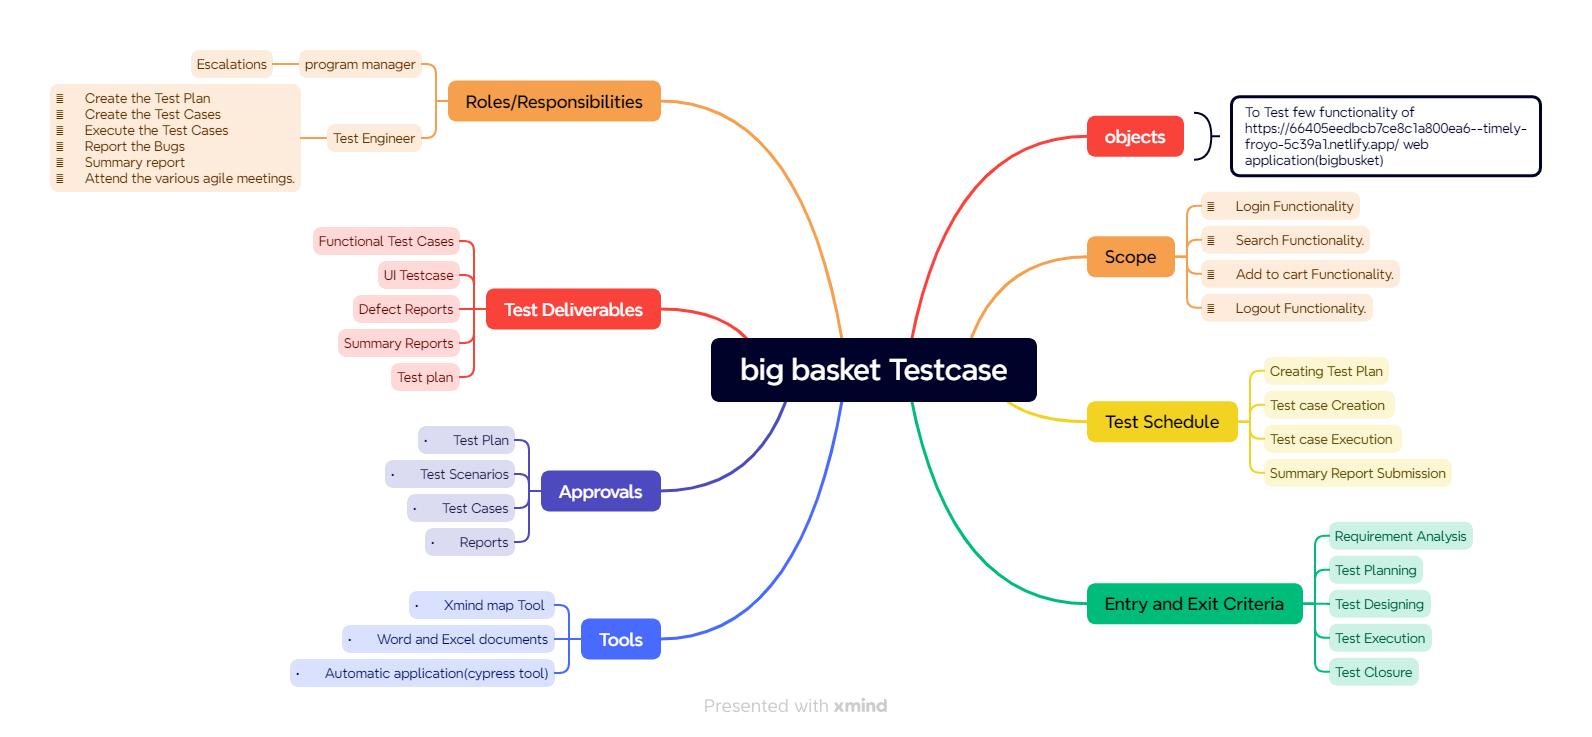 big basket Testcase
Roles/Responsibilities
program manager
Escalations
Test Engineer
≣ Create the Test Plan
≣ Create the Test Cases
≣ Execute the Test Cases
≣ Report the Bugs
≣ Summary report
≣ Attend the various agile meetings.
Test Deliverables
Functional Test Cases
UI Testcase
Defect Reports
Summary Reports
Test plan
Approvals
· Test Plan
· Test Scenarios
· Test Cases
· Reports
Tools
· Xmind map Tool
· Word and Excel documents
· Automatic application(cypress tool)
objects
To Test few functionality of
https://66405eedbcb7ce8c1a800ea6--timely-
froyo-5c39a1.netlify.app/ web
application(bigbusket)
Scope
≣ Login Functionality
≣ Search Functionality.
≣ Add to cart Functionality.
≣ Logout Functionality.
Test Schedule
Creating Test Plan
Test case Creation
Test case Execution
Summary Report Submission
Entry and Exit Criteria
Requirement Analysis
Test Planning
Test Designing
Test Execution
Test Closure
Presented with xmind